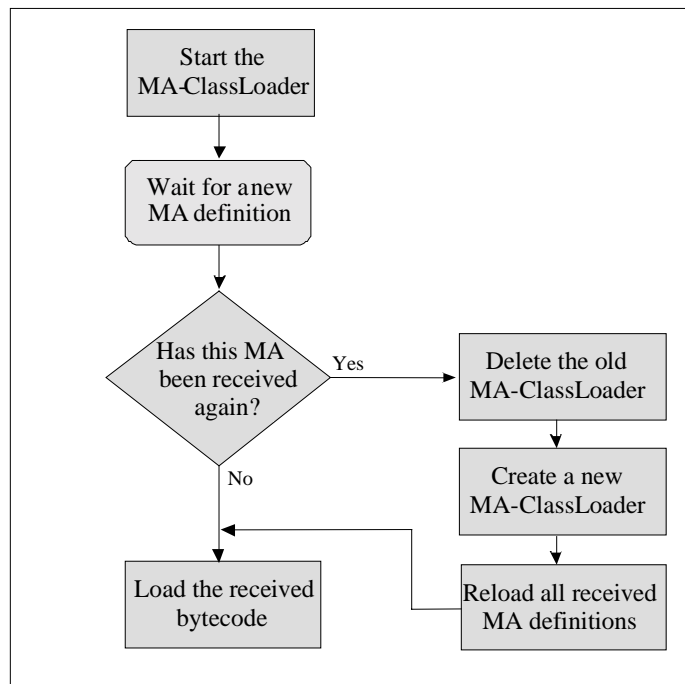 Start the
MA-ClassLoader
Wait for a new
MA definition
Has this MA
been received
again?
Yes
No
Delete the old
MA-ClassLoader
Create a new
MA-ClassLoader
Reload all received
MA definitions
Load the received
bytecode